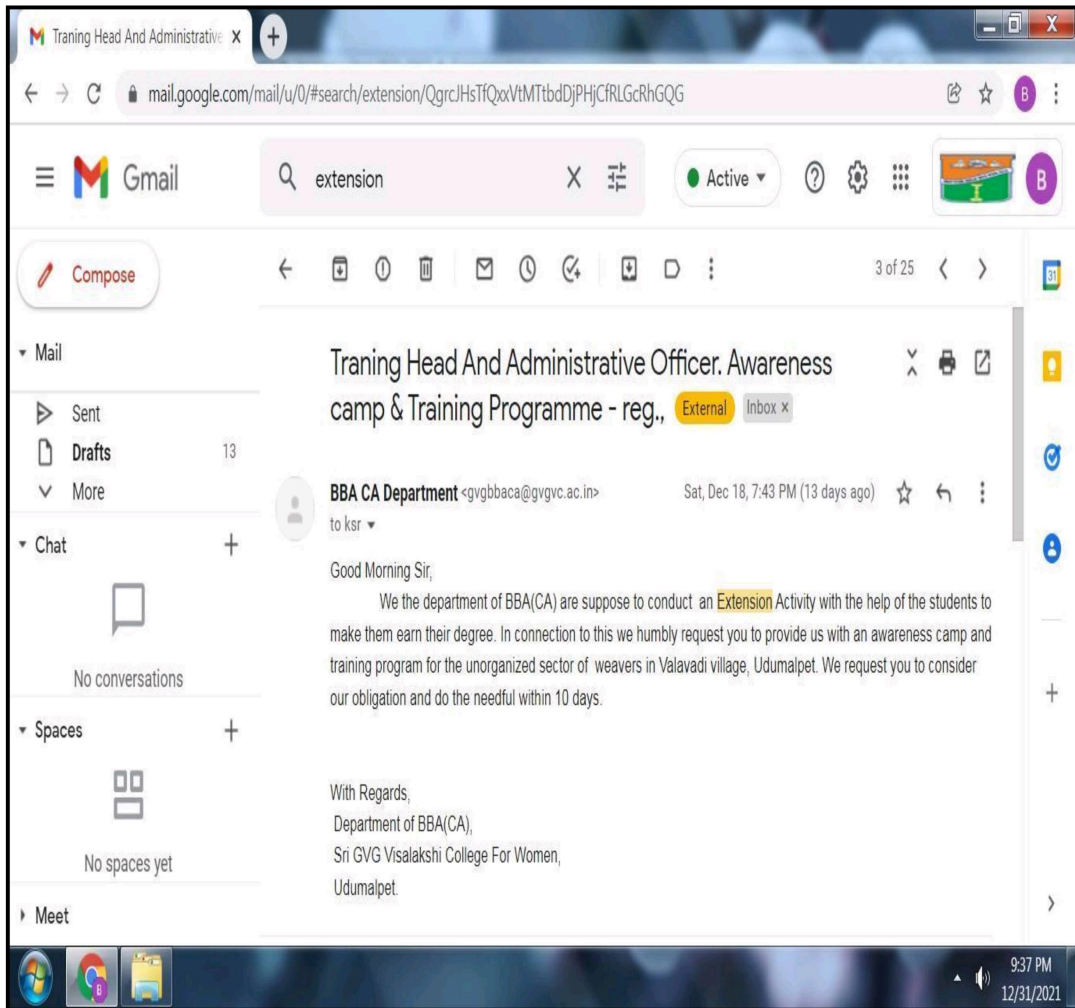 Traning Head And Administrative
mail.google.com/mail/u/0/#search/extension/QgrcJHsTfQxxVtMTtbdDjPHjCfRLGcRhGQG
B
Gmail
extension
Active
B
Compose
3 of 25
31
Mail
Traning Head And Administrative Officer. Awareness
camp & Training Programme - reg., External Inbox x
Sent
Drafts 13
More
BBA CA Department <gvgbbaca@gvgvc.ac.in> Sat, Dec 18, 7:43 PM (13 days ago)
to ksr
Chat
Good Morning Sir,
We the department of BBA(CA) are suppose to conduct an Extension Activity with the help of the students to
make them earn their degree. In connection to this we humbly request you to provide us with an awareness camp and
training program for the unorganized sector of weavers in Valavadi village, Udumalpet. We request you to consider
our obligation and do the needful within 10 days.
No conversations
Spaces
With Regards,
Department of BBA(CA),
Sri GVG Visalakshi College For Women,
Udumalpet.
No spaces yet
Meet
9:37 PM
12/31/2021